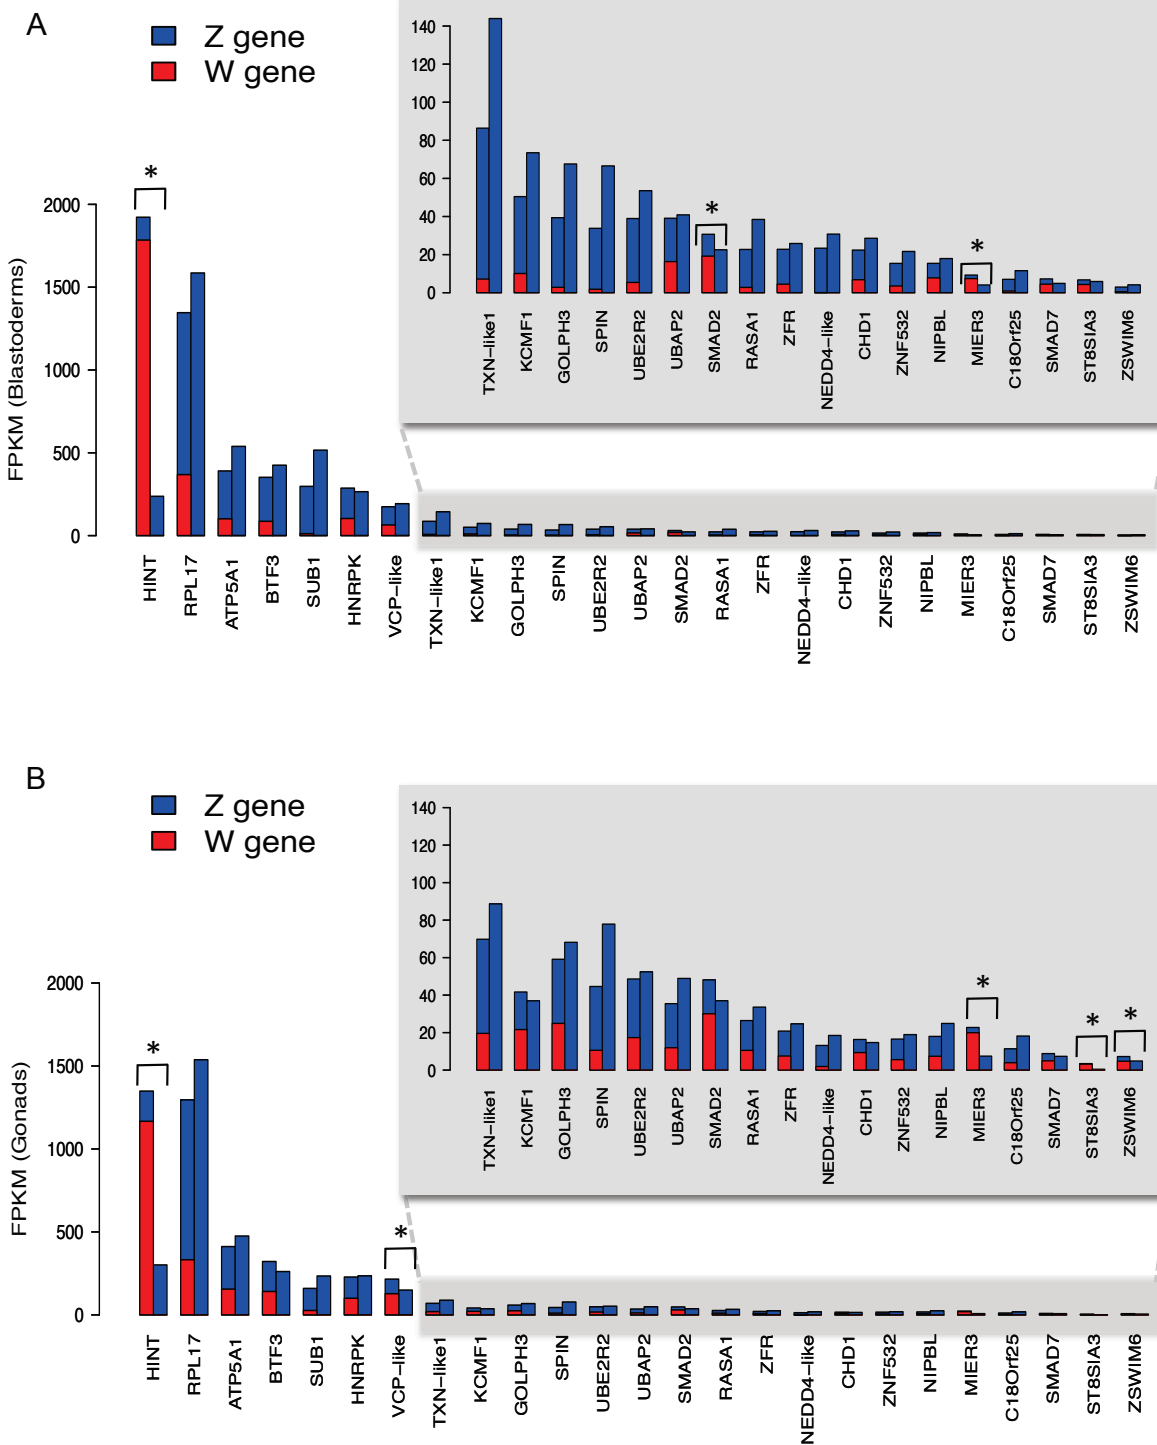 A
Z gene
W gene
140
120
100
80
60
40
20
0
*
*
TXN−like1
KCMF1
GOLPH3
SPIN
UBE2R2
UBAP2
SMAD2
RASA1
ZFR
NEDD4−like
CHD1
ZNF532
NIPBL
MIER3
C18Orf25
SMAD7
ST8SIA3
ZSWIM6
FPKM (Blastoderms)
2000
1500
1000
500
0
*
HINT
RPL17
ATP5A1
BTF3
SUB1
HNRPK
VCP−like
TXN−like1
KCMF1
GOLPH3
SPIN
UBE2R2
UBAP2
SMAD2
RASA1
ZFR
NEDD4−like
CHD1
ZNF532
NIPBL
MIER3
C18Orf25
SMAD7
ST8SIA3
ZSWIM6
B
Z gene
W gene
140
120
100
80
60
40
20
0
*
*
*
TXN−like1
KCMF1
GOLPH3
SPIN
UBE2R2
UBAP2
SMAD2
RASA1
ZFR
NEDD4−like
CHD1
ZNF532
NIPBL
MIER3
C18Orf25
SMAD7
ST8SIA3
ZSWIM6
FPKM (Gonads)
2000
1500
1000
500
0
*
*
HINT
RPL17
ATP5A1
BTF3
SUB1
HNRPK
VCP−like
TXN−like1
KCMF1
GOLPH3
SPIN
UBE2R2
UBAP2
SMAD2
RASA1
ZFR
NEDD4−like
CHD1
ZNF532
NIPBL
MIER3
C18Orf25
SMAD7
ST8SIA3
ZSWIM6